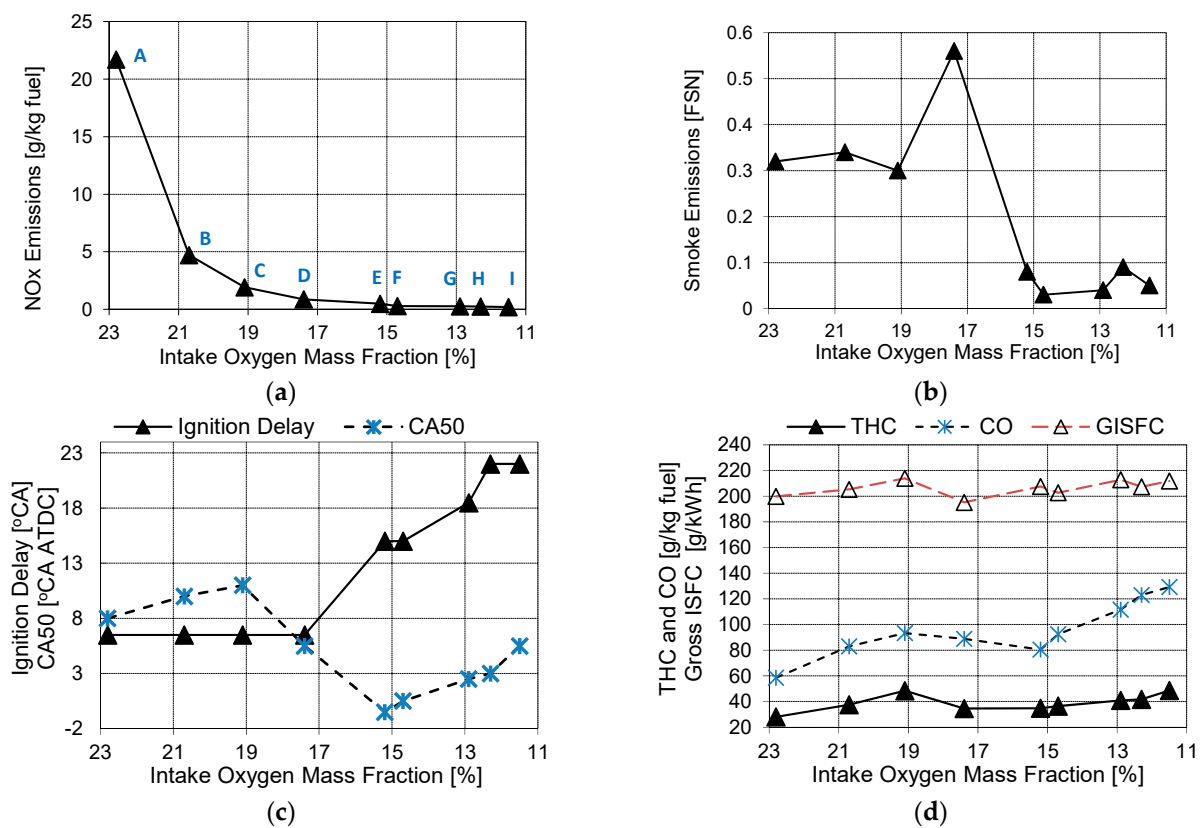 NOx Emissions [g/kg fuel]
25
20
15
10
5
0
A
B
C
D
E
F
G
H
I
23
21
19
17
15
13
11
Intake Oxygen Mass Fraction [%]
(a)
Smoke Emissions [FSN]
0.6
0.5
0.4
0.3
0.2
0.1
0
23
21
19
17
15
13
11
Intake Oxygen Mass Fraction [%]
(b)
Ignition Delay
CA50
Ignition Delay [ºCA]
CA50 [ºCA ATDC]
23
18
13
8
3
-2
23
21
19
17
15
13
11
Intake Oxygen Mass Fraction [%]
(c)
THC
CO
GISFC
THC and CO [g/kg fuel]
Gross ISFC [g/kWh]
240
220
200
180
160
140
120
100
80
60
40
20
23
21
19
17
15
13
11
Intake Oxygen Mass Fraction [%]
(d)